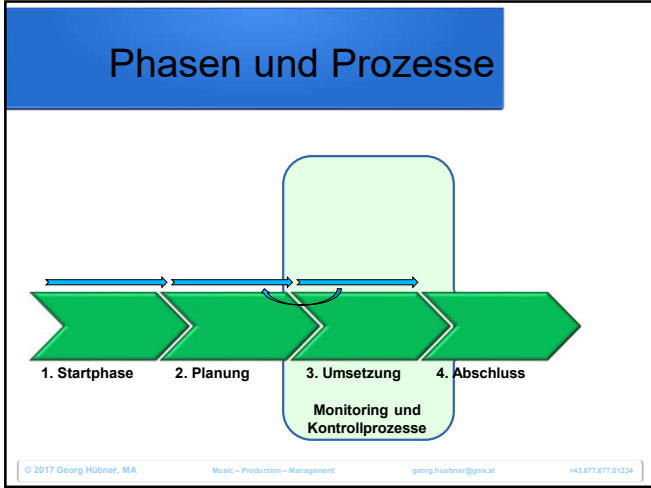 Phasen und Prozesse
1. Startphase 2. Planung 3. Umsetzung 4. Abschluss
Monitoring und
Kontrollprozesse
© 2017 Georg Hübner, MA Music – Production – Management georg.huebner@gmx.at +43.677.677.01234